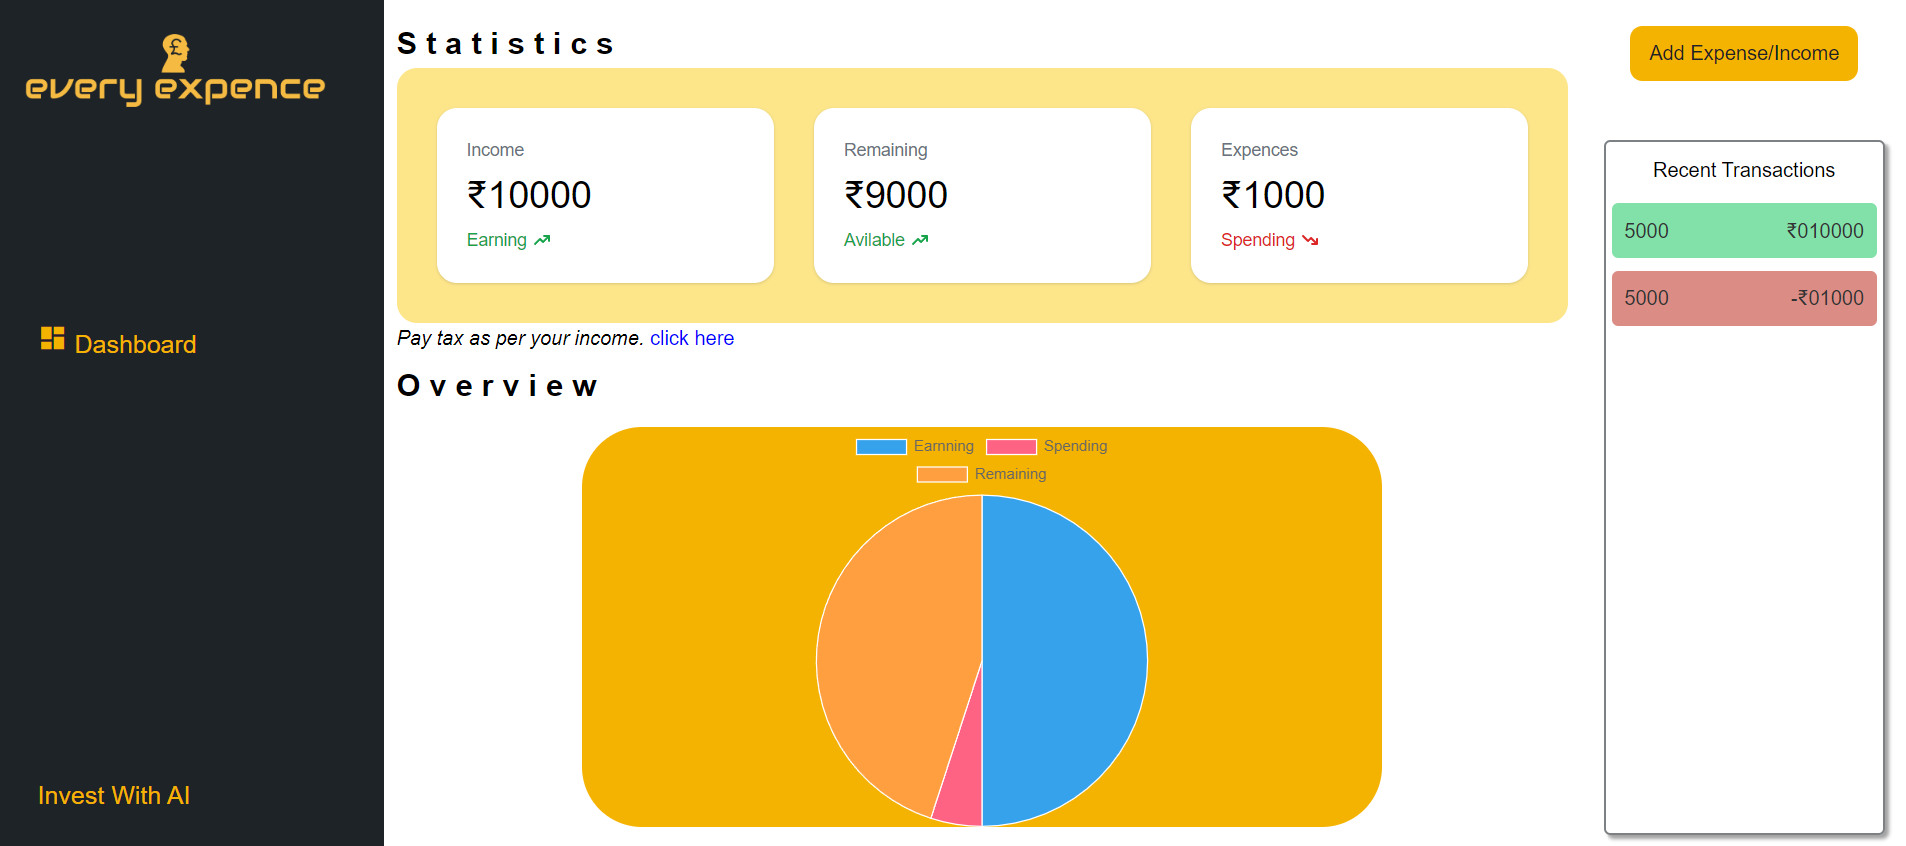 £
every expence
Dashboard
Invest With AI
Statistics
Income
₹10000
Earning
Remaining
₹9000
Avilable
Expences
₹1000
Spending
Pay tax as per your income. click here
Overview
Earnning Spending
Remaining
Add Expense/Income
Recent Transactions
5000 ₹010000
5000 -₹01000